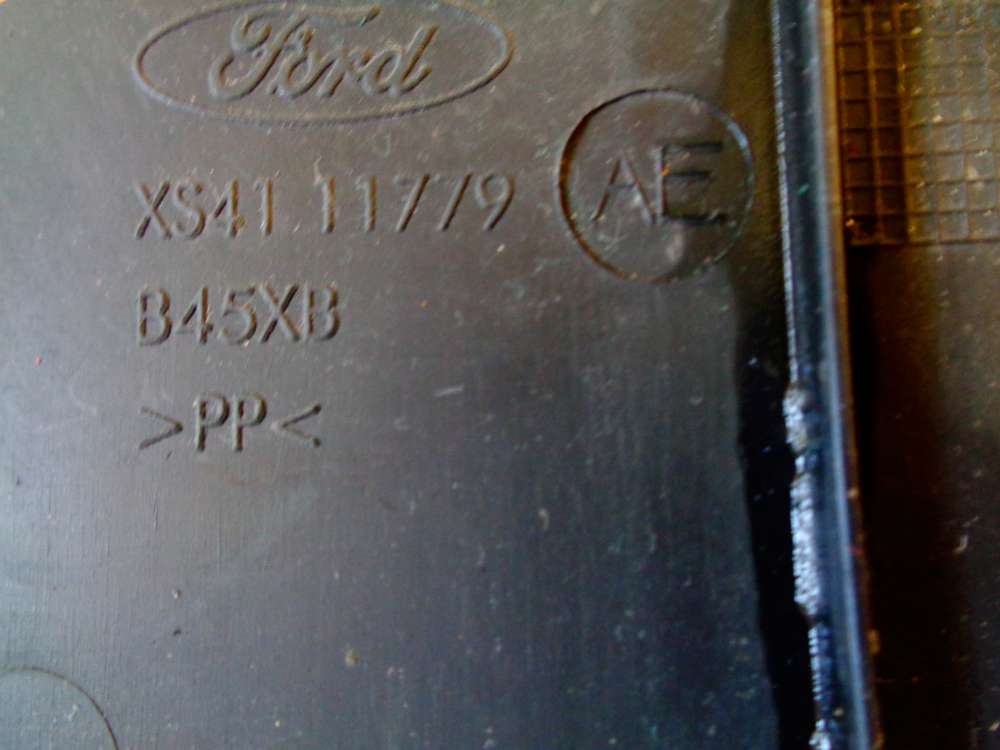 Ford
XS41 11779
AE
B45XB
>PP<